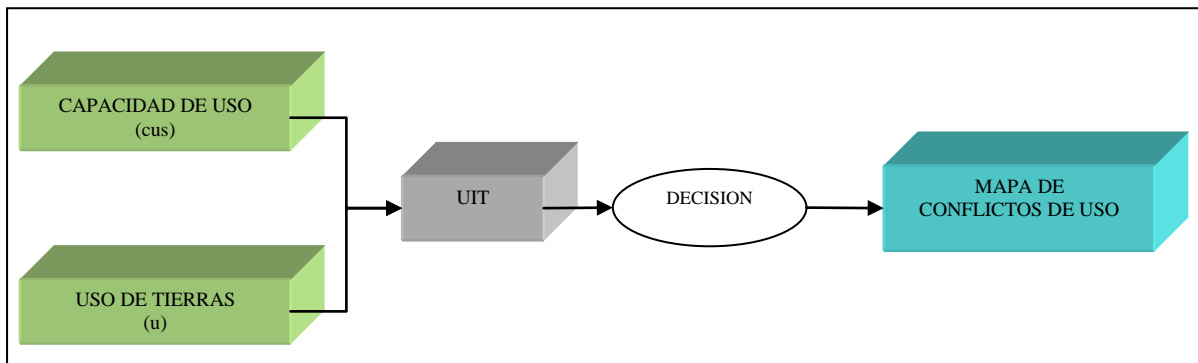 CAPACIDAD DE USO
(cus)
USO DE TIERRAS
(u)
UIT
DECISION
MAPA DE
CONFLICTOS DE USO